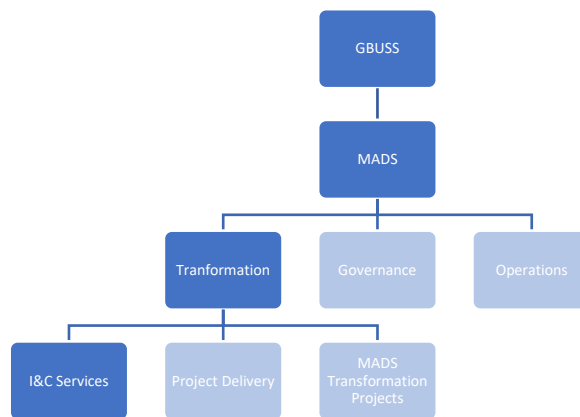 GBUSS
MADS
Tranformation
Governance
Operations
I&C Services
Project Delivery
MADS
Transformation
Projects